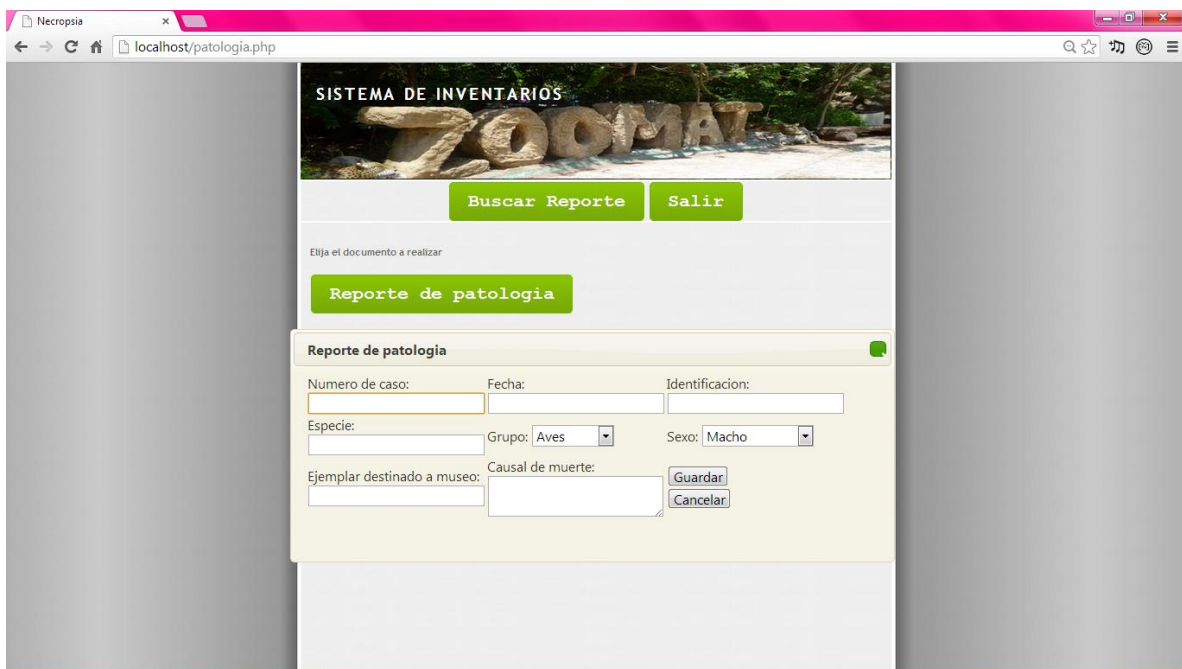 Necropsia
localhost/patologia.php
SISTEMA DE INVENTARIOS
ZOOMAT
Buscar Reporte Salir
Elija el documento a realizar
Reporte de patologia
Reporte de patologia
Numero de caso: Fecha: Identificacion:
Especie: Grupo: Aves Sexo: Macho
Ejemplar destinado a museo: Causal de muerte: Guardar
Cancelar